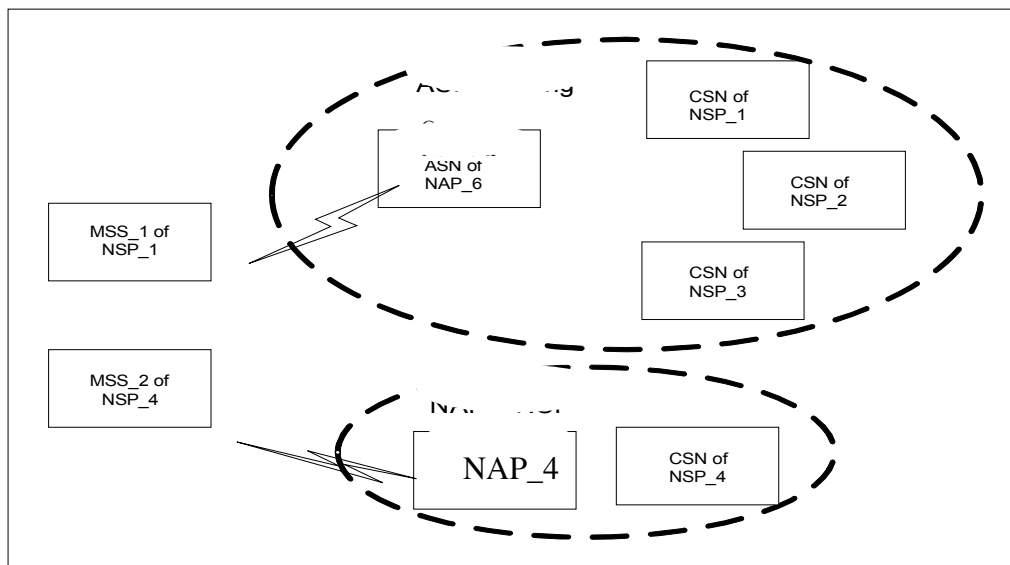 CSN of
NSP_1
ASN of
NAP_6
CSN of
NSP_2
MSS_1 of
NSP_1
CSN of
NSP_3
MSS_2 of
NSP_4
NAP_4
CSN of
NSP_4